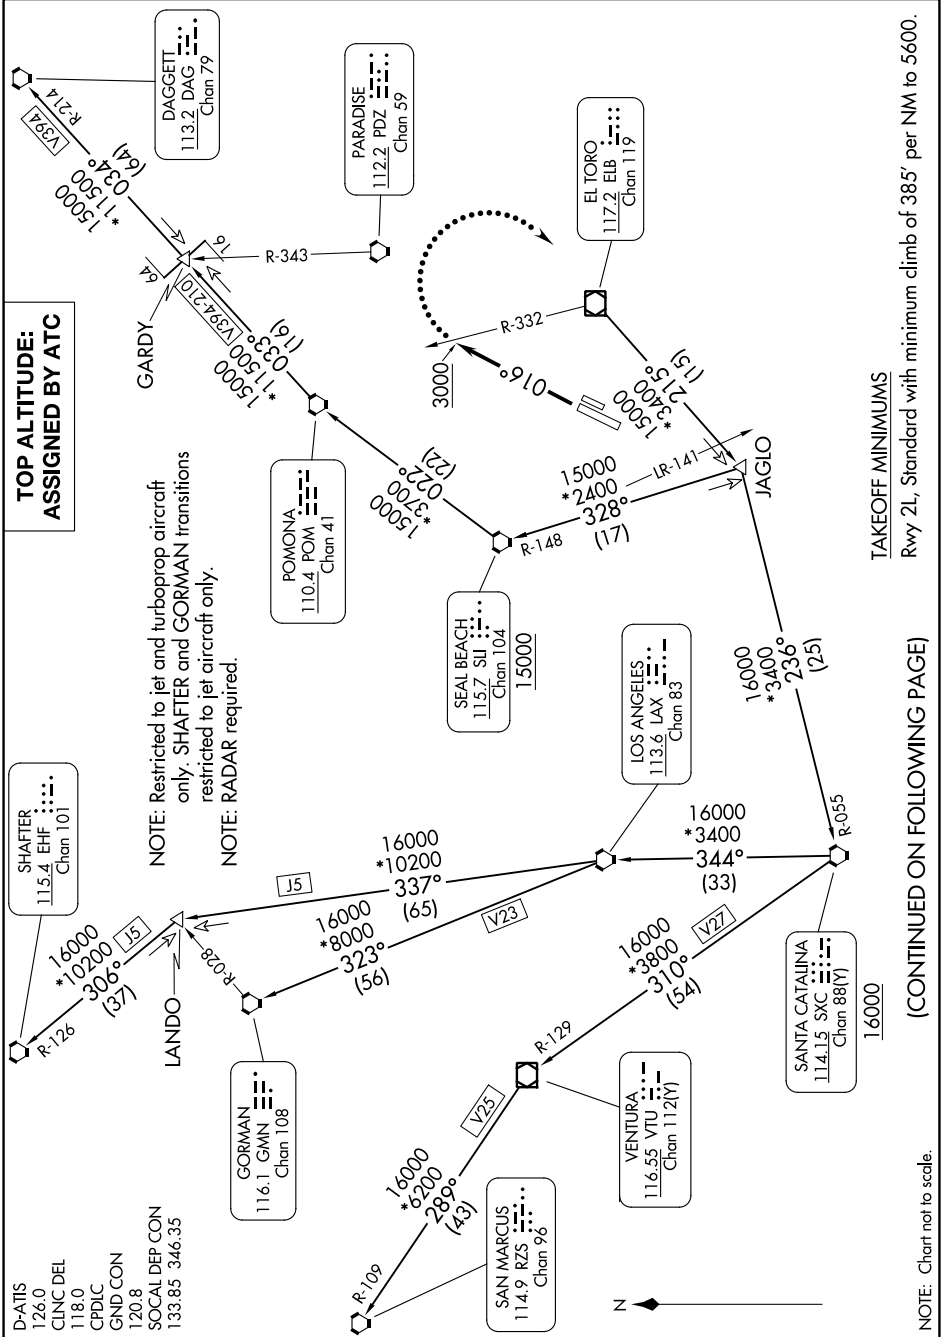 D-ATIS
126.0
CLNC DEL
118.0
CPDLC
GND CON
120.8
SOCAL DEP CON
133.85 346.35
SHAFTER
115.4 EHF
Chan 101
TOP ALTITUDE:
ASSIGNED BY ATC
DAGGETT
113.2 DAG
Chan 79
R-214
V394
15000
*11500
034°
(64)
64
16
GARDY
R-343
PARADISE
112.2 PDZ
Chan 59
V394-210
15000
*11500
033°
(16)
NOTE: Restricted to jet and turboprop aircraft
only. SHAFTER and GORMAN transitions
restricted to jet aircraft only.
NOTE: RADAR required.
POMONA
110.4 POM
Chan 41
15000
*3700
022°
(22)
3000
R-332
016°
EL TORO
117.2 ELB
Chan 119
15000
*3400
215°
(15)
R-126
16000
*10200
306°
(37)
J5
LANDO
R-028
GORMAN
116.1 GMN
Chan 108
J5
16000
*10200
337°
(65)
16000
*8000
323°
(56)
V23
SEAL BEACH
115.7 SLI
Chan 104
15000
R-148
15000
*2400
328°
(17)
LR-141
JAGLO
LOS ANGELES
113.6 LAX
Chan 83
16000
*3400
236°
(25)
16000
*3400
344°
(33)
R-055
R-109
16000
*6200
289°
(43)
V25
SAN MARCUS
114.9 RZS
Chan 96
R-129
VENTURA
116.55 VTU
Chan 112(Y)
16000
*3800
310°
(54)
V27
SANTA CATALINA
114.15 SXC
Chan 88(Y)
16000
N
TAKEOFF MINIMUMS
Rwy 2L, Standard with minimum climb of 385' per NM to 5600.
(CONTINUED ON FOLLOWING PAGE)
NOTE: Chart not to scale.